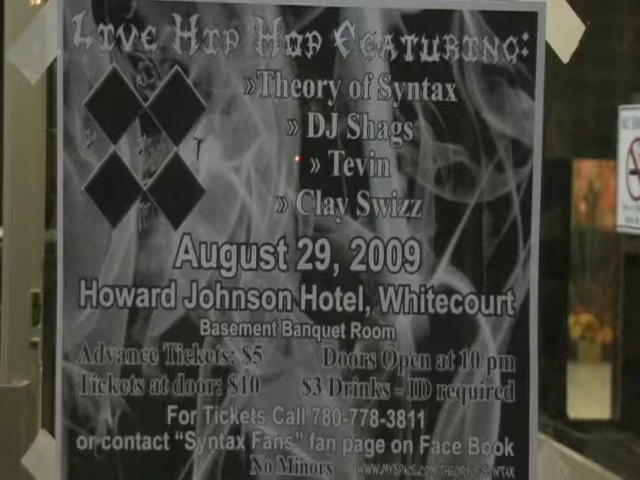 Live Hip Hop Featuring:
»Theory of Syntax
» DJ Shags
» Tevin
» Clay Swizz
August 29, 2009
Howard Johnson Hotel, Whitecourt
Basement Banquet Room
Advance Tickets: $5 Doors Open at 10 pm
Tickets at door: $10 $3 Drinks - ID required
For Tickets Call 780-778-3811
or contact “Syntax Fans” fan page on Face Book
No Minors www.myspace.com/theoryofsyntax